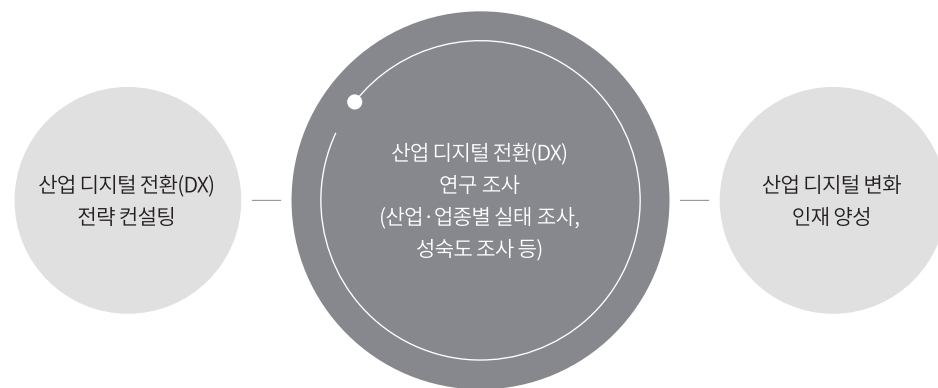 산업 디지털 전환(DX)
전략 컨설팅
산업 디지털 전환(DX)
연구 조사
(산업·업종별 실태 조사,
성숙도 조사 등)
산업 디지털 변화
인재 양성